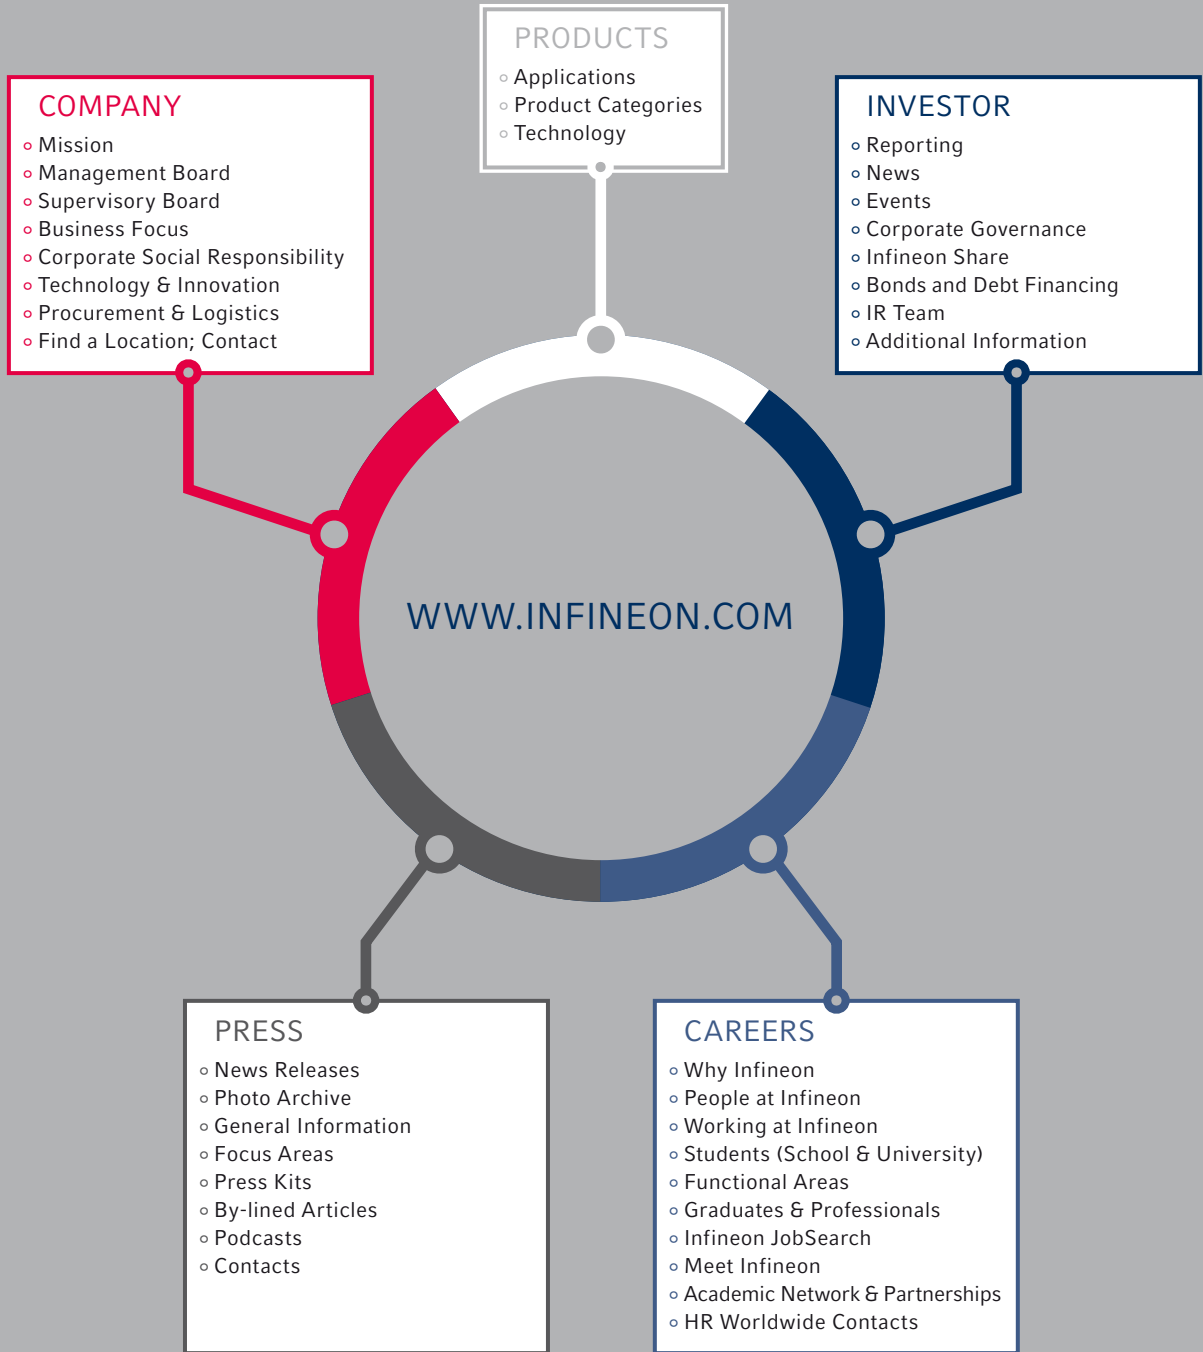 PRODUCTS
Applications
Product Categories
Technology
COMPANY
Mission
Management Board
Supervisory Board
Business Focus
Corporate Social Responsibility
Technology & Innovation
Procurement & Logistics
Find a Location; Contact
INVESTOR
Reporting
News
Events
Corporate Governance
Infineon Share
Bonds and Debt Financing
IR Team
Additional Information
WWW.INFINEON.COM
PRESS
News Releases
Photo Archive
General Information
Focus Areas
Press Kits
By-lined Articles
Podcasts
Contacts
CAREERS
Why Infineon
People at Infineon
Working at Infineon
Students (School & University)
Functional Areas
Graduates & Professionals
Infineon JobSearch
Meet Infineon
Academic Network & Partnerships
HR Worldwide Contacts